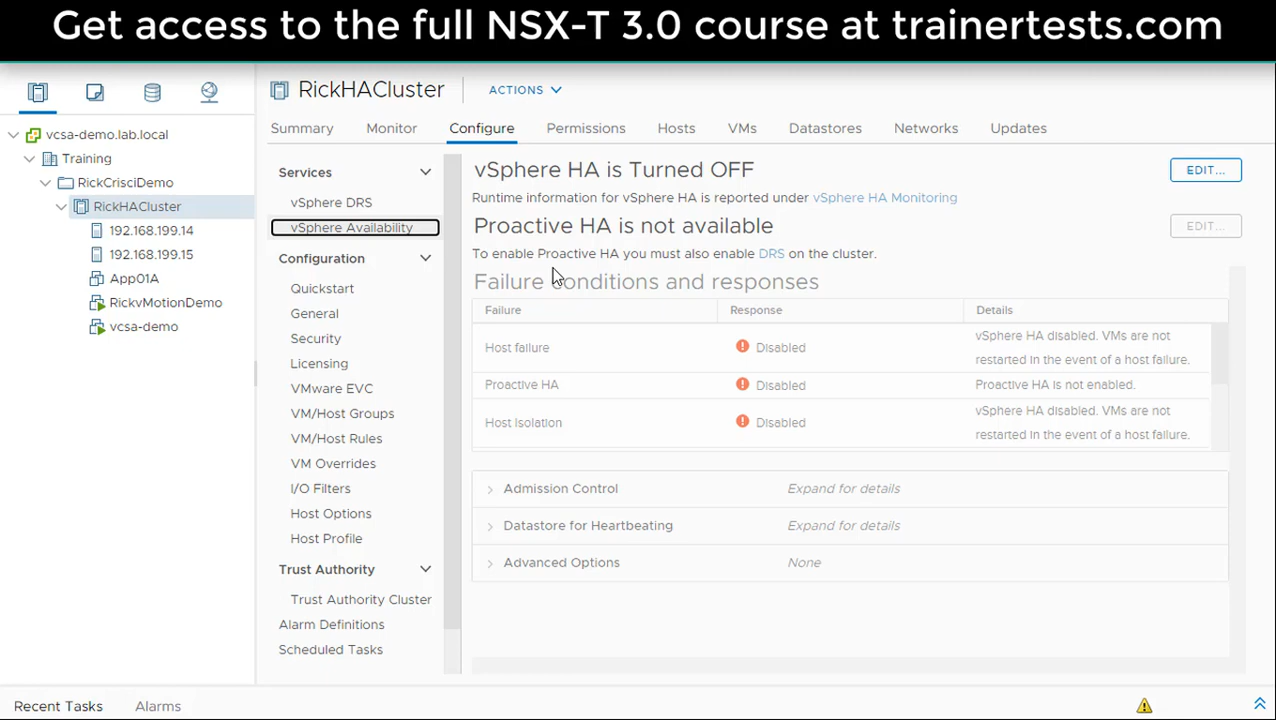 Get access to the full NSX-T 3.0 course at trainertests.com
RickHACluster
ACTIONS
Summary
Monitor
Configure
Permissions
Hosts
VMs
Datastores
Networks
Updates
vcsa-demo.lab.local
Training
RickCrisciDemo
RickHACluster
192.168.199.14
192.168.199.15
App01A
RickvMotionDemo
vcsa-demo
Services
vSphere DRS
vSphere Availability
Configuration
Quickstart
General
Security
Licensing
VMware EVC
VM/Host Groups
VM/Host Rules
VM Overrides
I/O Filters
Host Options
Host Profile
Trust Authority
Trust Authority Cluster
Alarm Definitions
Scheduled Tasks
vSphere HA is Turned OFF
EDIT...
Runtime information for vSphere HA is reported under vSphere HA Monitoring
Proactive HA is not available
EDIT...
To enable Proactive HA you must also enable DRS on the cluster.
Failure conditions and responses
Failure Response Details
Host failure Disabled vSphere HA disabled. VMs are not
restarted in the event of a host failure.
Proactive HA Disabled Proactive HA is not enabled.
Host Isolation Disabled vSphere HA disabled. VMs are not
restarted in the event of a host failure.
Admission Control Expand for details
Datastore for Heartbeating Expand for details
Advanced Options None
Recent Tasks Alarms